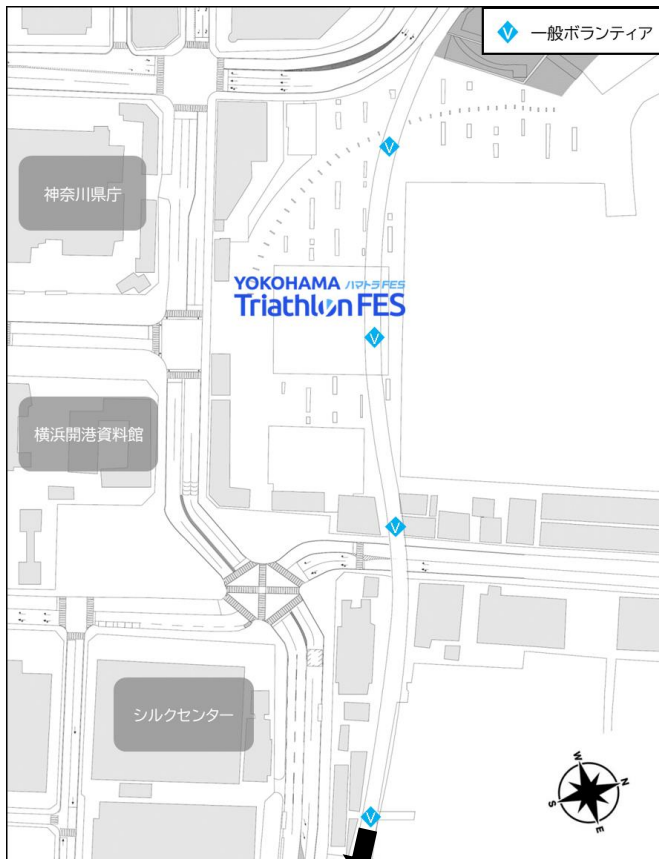 V 一般ボランティア
V
神奈川県庁
YOKOHAMA ハマトラFES
Triathlon FES
V
横浜開港資料館
V
シルクセンター
W
N
S
E
V